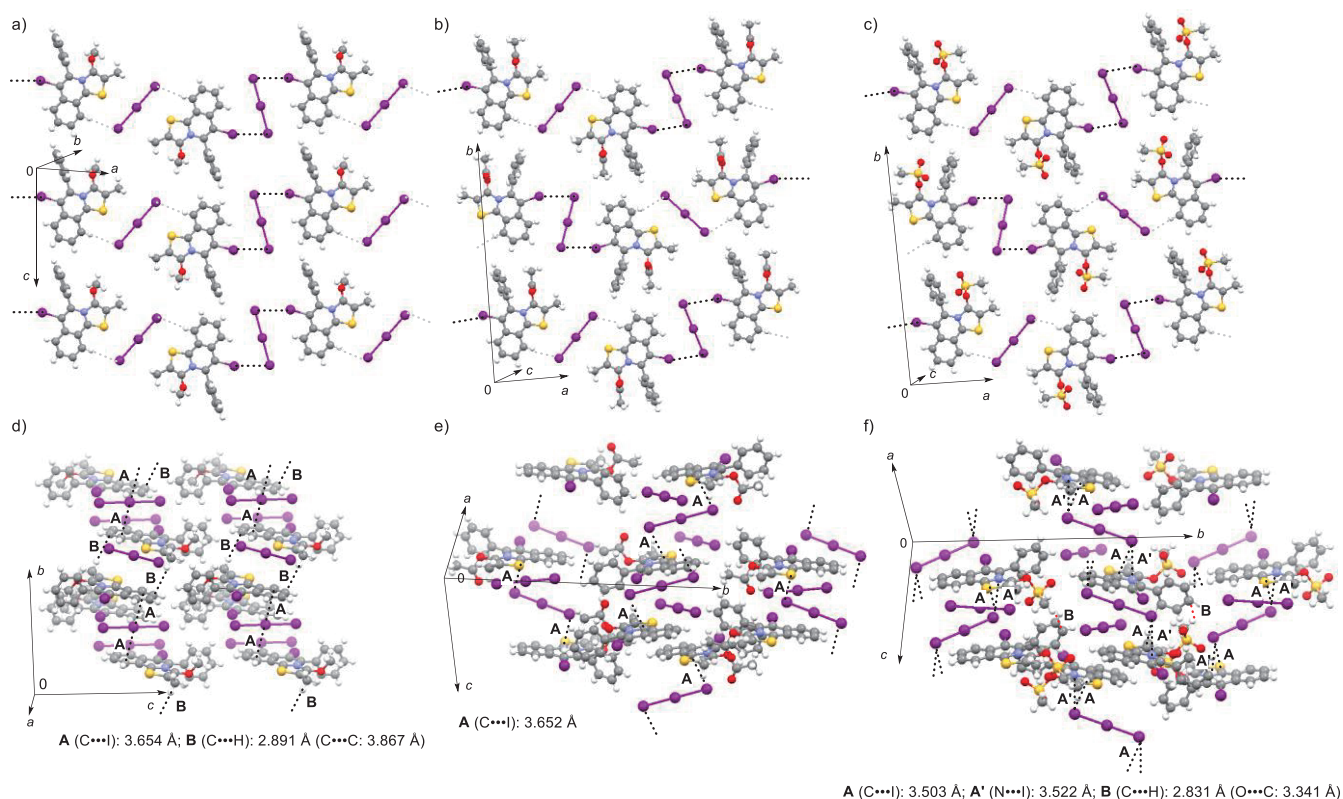 a)
b)
c)
b
0
a
c
b
c
0
a
b
c
0
a
d)
e)
f)
A
B
A
B
A
B
A
B
A
A
B
B
B
B
A
A
A
A
b
0
a
c
B
B
A (C•••I): 3.654 Å; B (C•••H): 2.891 Å (C•••C: 3.867 Å)
A
a
A
A
0
b
A
A
A
A
c
A
A (C•••I): 3.652 Å
a
A'
A
0
b
A
A'
A
A'
B
B
A
A'
A'
A
c
A'
A
A'
A
A
A (C•••I): 3.503 Å; A' (N•••I): 3.522 Å; B (C•••H): 2.831 Å (O•••C: 3.341 Å)